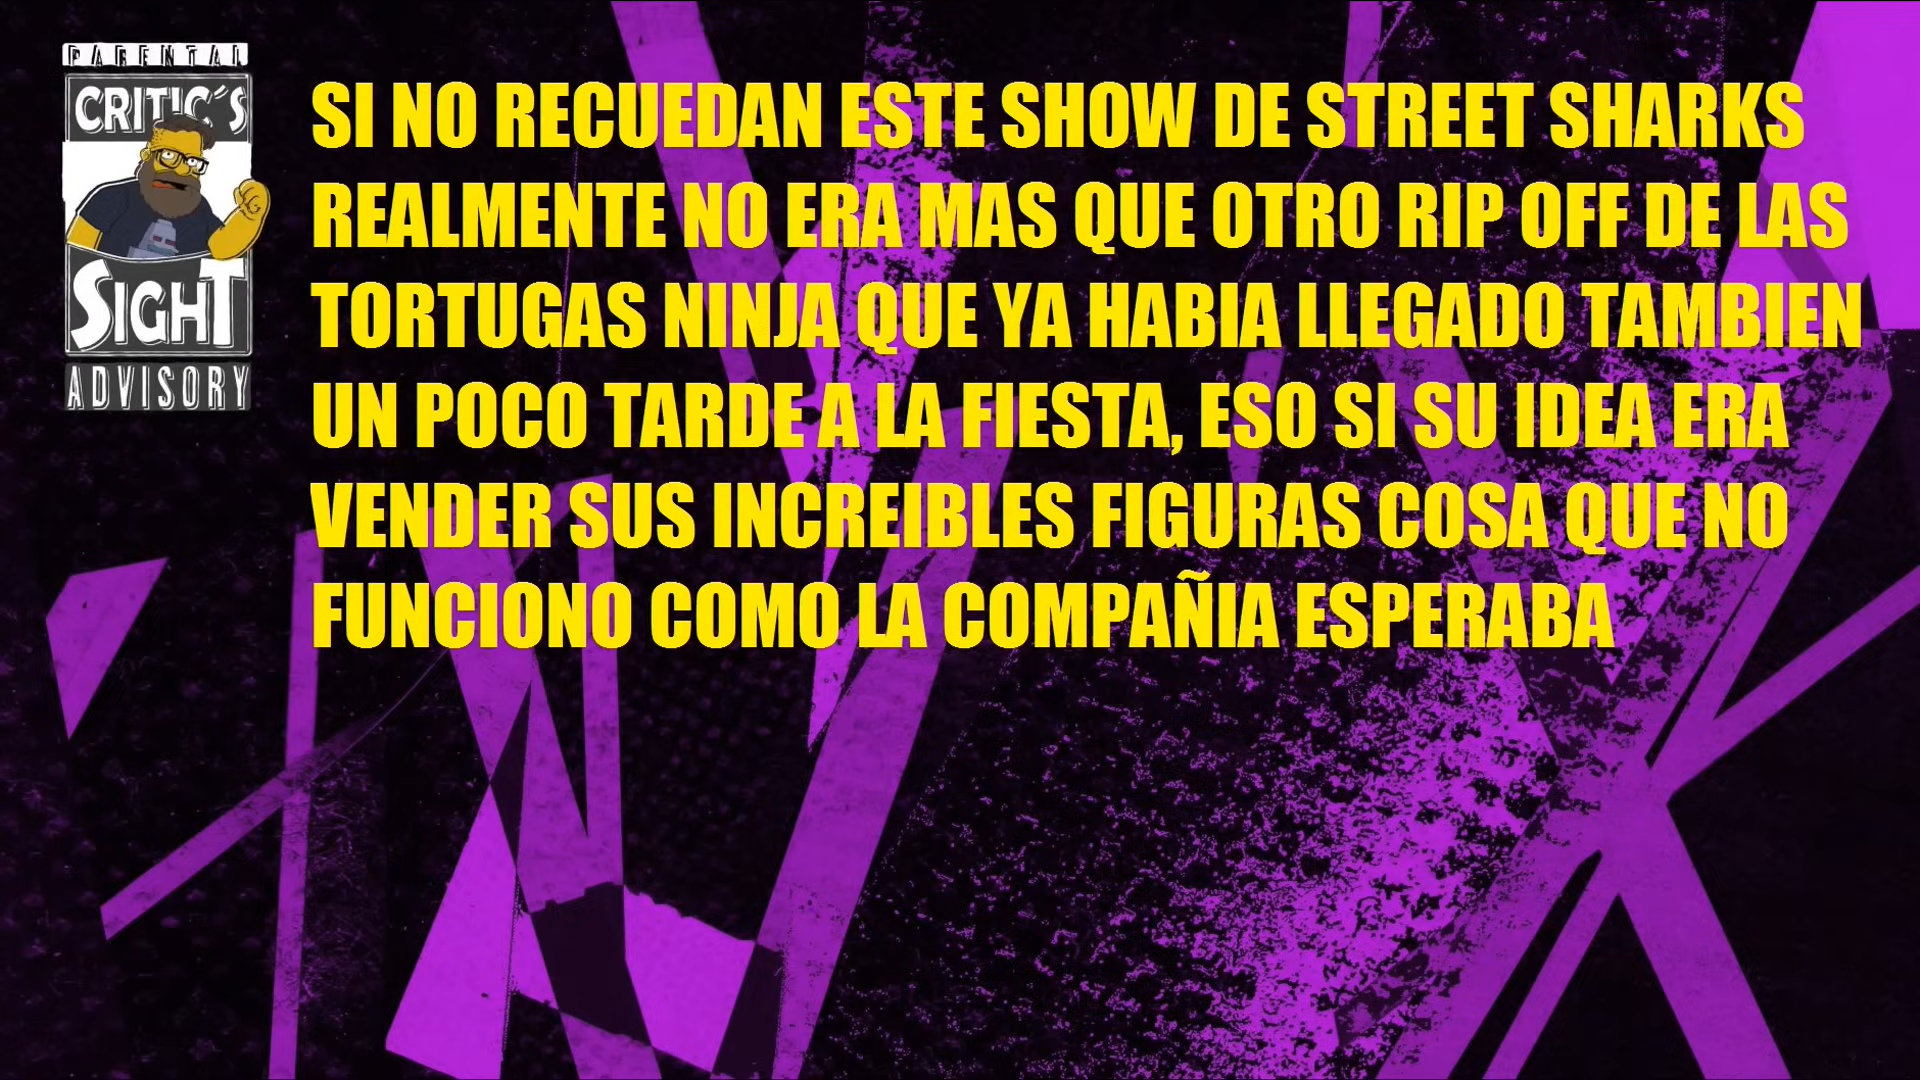 PARENTAL
CRITIC´S
SIGHT
ADVISORY
SI NO RECUEDAN ESTE SHOW DE STREET SHARKS
REALMENTE NO ERA MAS QUE OTRO RIP OFF DE LAS
TORTUGAS NINJA QUE YA HABIA LLEGADO TAMBIEN
UN POCO TARDE A LA FIESTA, ESO SI SU IDEA ERA
VENDER SUS INCREIBLES FIGURAS COSA QUE NO
FUNCIONO COMO LA COMPAÑIA ESPERABA